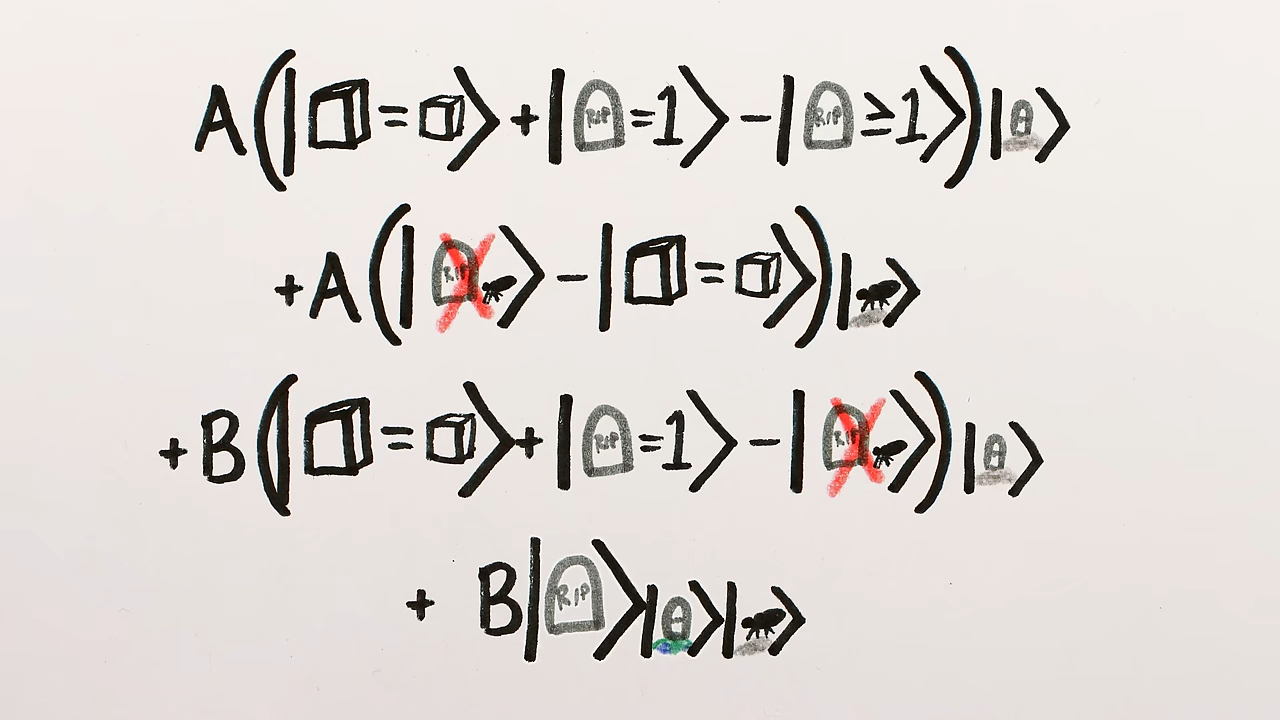 A(| = ⟩ + | RIP = 1⟩ - | RIP ≥ 1⟩)| ⟩
+ A(| RIP ⟩ - | = ⟩)| ⟩
+ B(| = ⟩ + | RIP = 1⟩ - | RIP ⟩)| ⟩
+ B| RIP ⟩| ⟩| ⟩